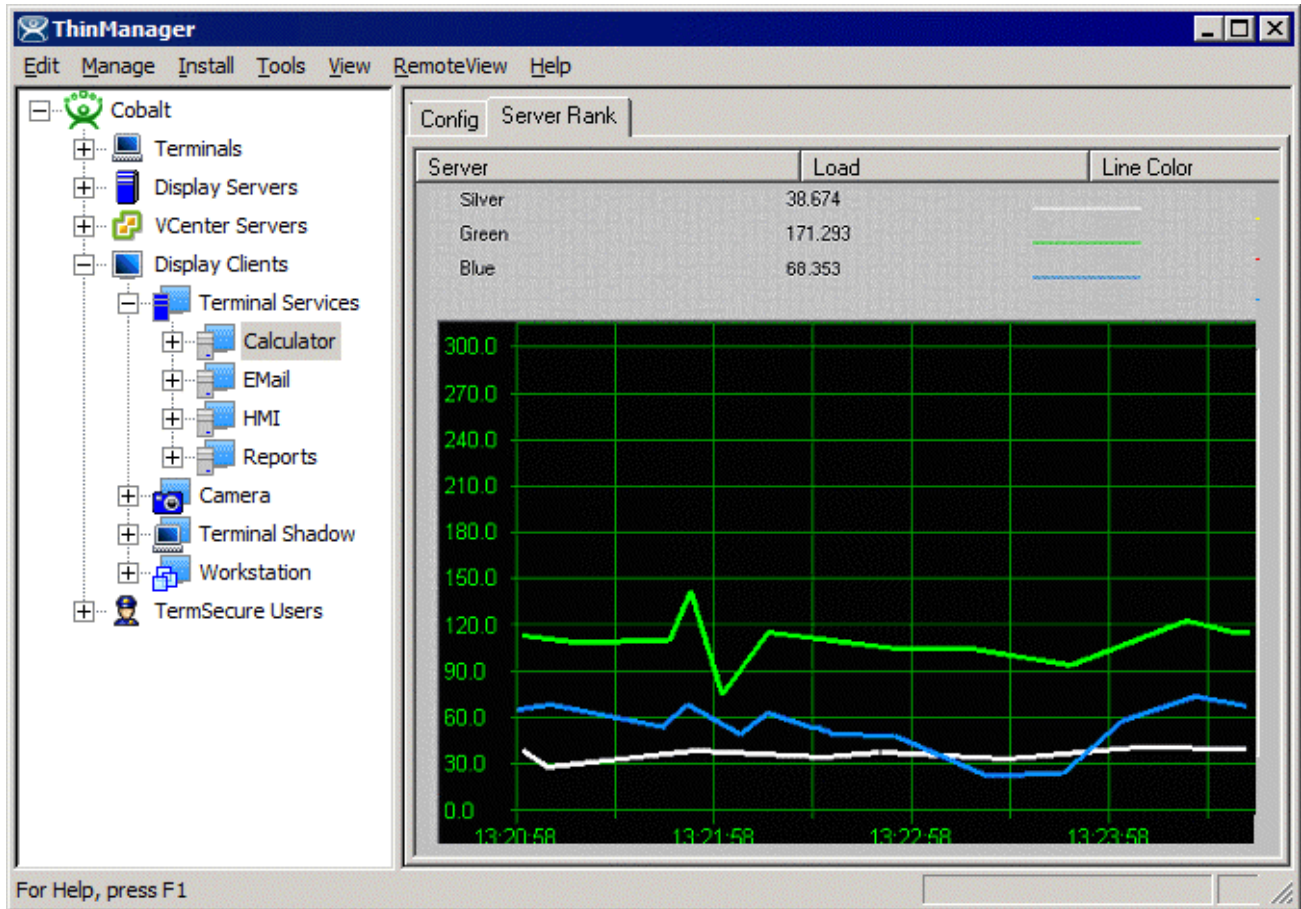 ThinManager
Edit Manage Install Tools View RemoteView Help
Cobalt
Terminals
Display Servers
VCenter Servers
Display Clients
Terminal Services
Calculator
EMail
HMI
Reports
Camera
Terminal Shadow
Workstation
TermSecure Users
Config Server Rank
Server Load Line Color
Silver 38.674
Green 171.293
Blue 68.353
300.0
270.0
240.0
210.0
180.0
150.0
120.0
90.0
60.0
30.0
0.0
13:20:58 13:21:58 13:22:58 13:23:58
For Help, press F1